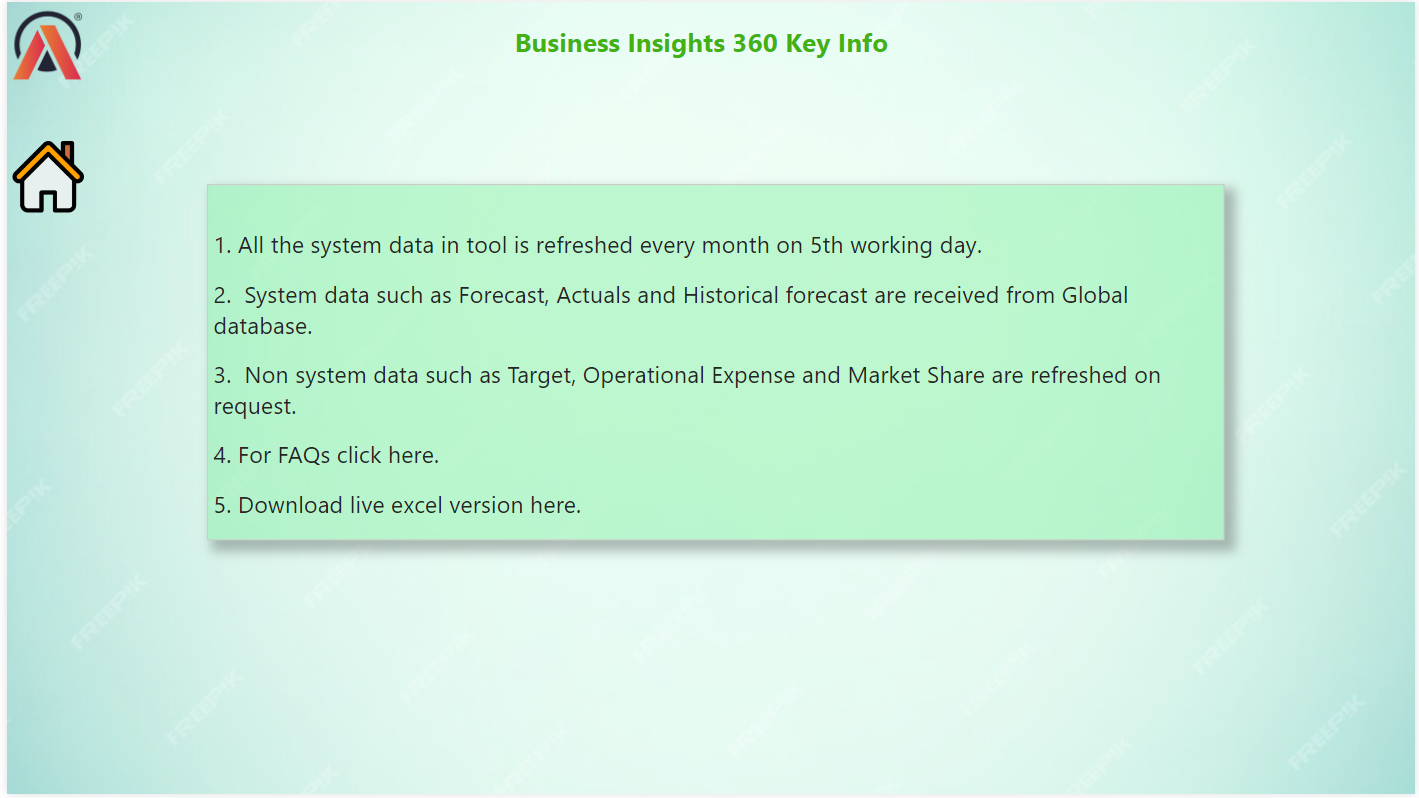 Business Insights 360 Key Info
®
1. All the system data in tool is refreshed every month on 5th working day.
2.  System data such as Forecast, Actuals and Historical forecast are received from Global
database.
3.  Non system data such as Target, Operational Expense and Market Share are refreshed on
request.
4. For FAQs click here.
5. Download live excel version here.
FREEPIK